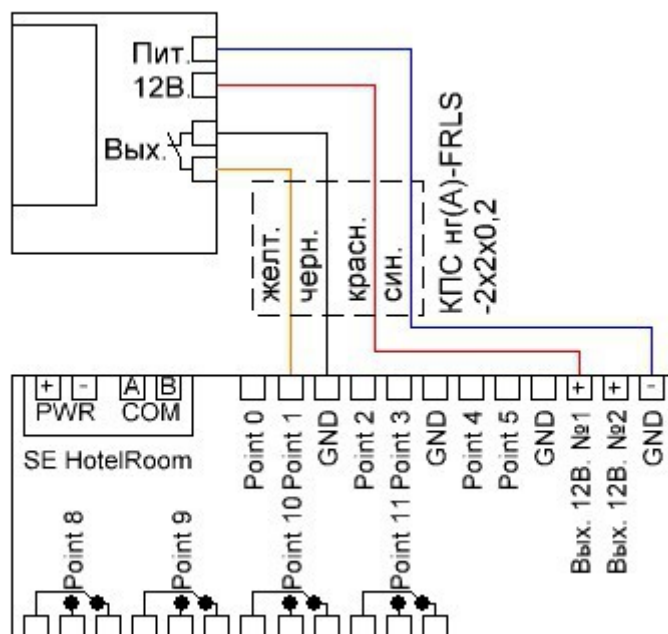 Пит.
12В.
Вых.
желт.
черн.
красн.
син.
КПС нг(А)-FRLS
-2x2x0,2
+ - A B
PWR COM
SE HotelRoom
Point 0
Point 1
GND
Point 2
Point 3
GND
Point 4
Point 5
GND
+
Вых. 12В. №1
+
Вых. 12В. №2
-
GND
Point 8
Point 9
Point 10
Point 11